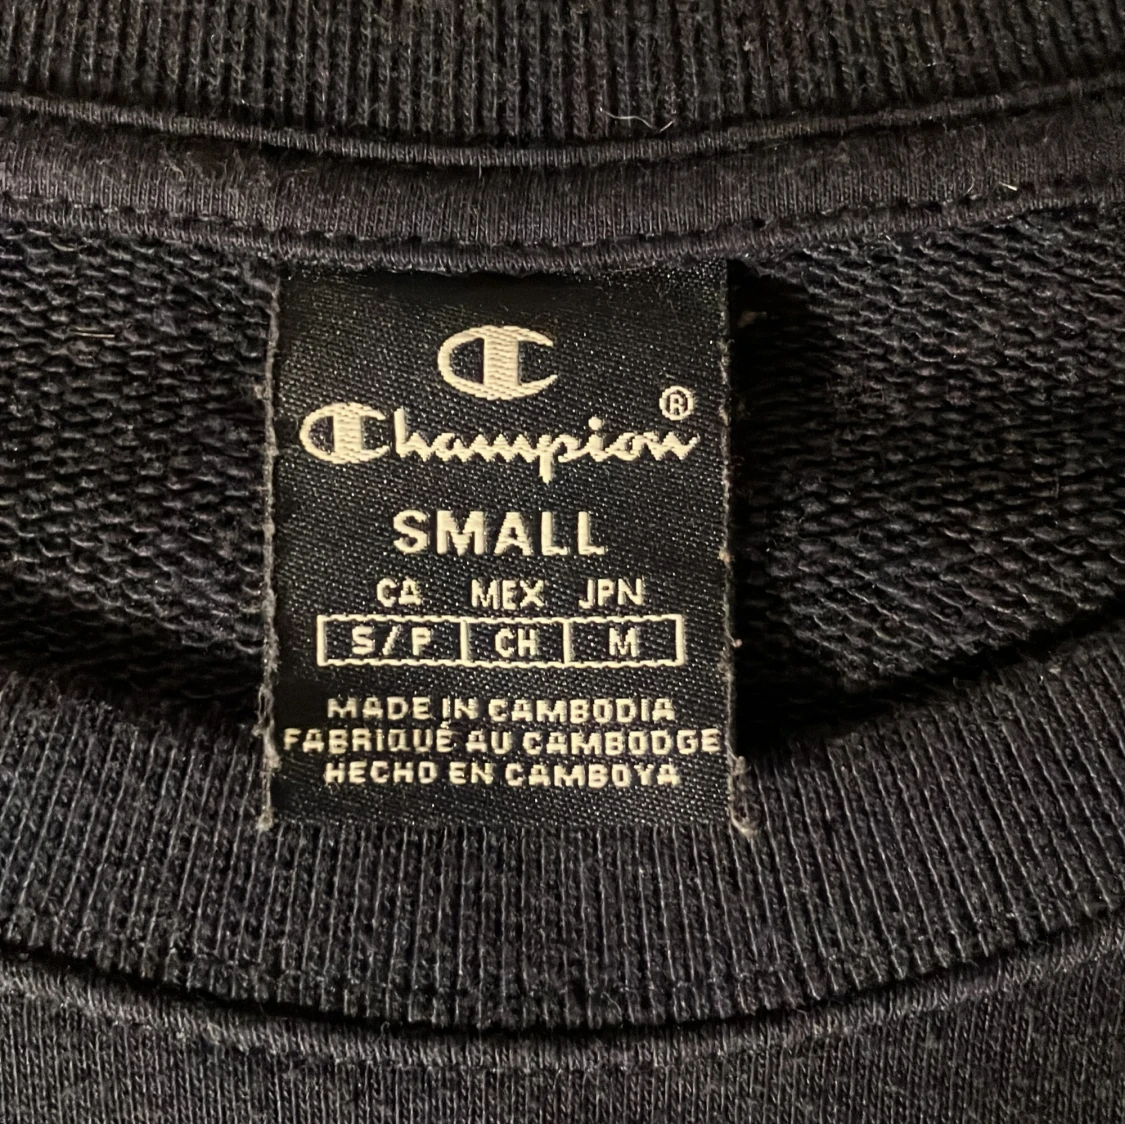 C
Champion®
SMALL
CA MEX JPN
S/P CH M
MADE IN CAMBODIA
FABRIQUÉ AU CAMBODGE
HECHO EN CAMBOYA